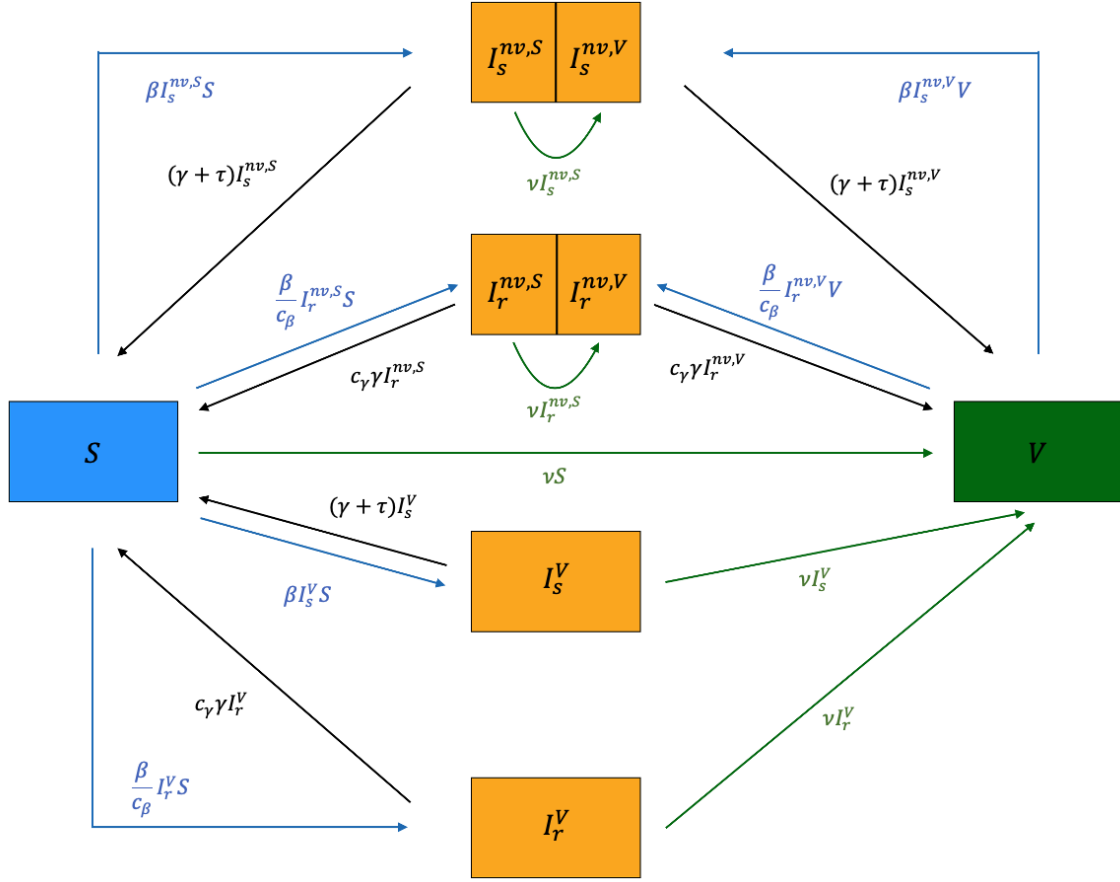 $I_s^{nv,S}$ $I_s^{nv,V}$
$\beta I_s^{nv,S} S$
$\beta I_s^{nv,V} V$
$(\gamma + \tau) I_s^{nv,S}$
$\nu I_s^{nv,S}$
$(\gamma + \tau) I_s^{nv,V}$
$\frac{\beta}{c_\beta} I_r^{nv,S} S$
$I_r^{nv,S}$ $I_r^{nv,V}$
$\frac{\beta}{c_\beta} I_r^{nv,V} V$
$c_\gamma \gamma I_r^{nv,S}$
$c_\gamma \gamma I_r^{nv,V}$
$\nu I_r^{nv,S}$
$S$
$V$
$\nu S$
$(\gamma + \tau) I_s^V$
$I_s^V$
$\beta I_s^V S$
$\nu I_s^V$
$c_\gamma \gamma I_r^V$
$\nu I_r^V$
$\frac{\beta}{c_\beta} I_r^V S$
$I_r^V$